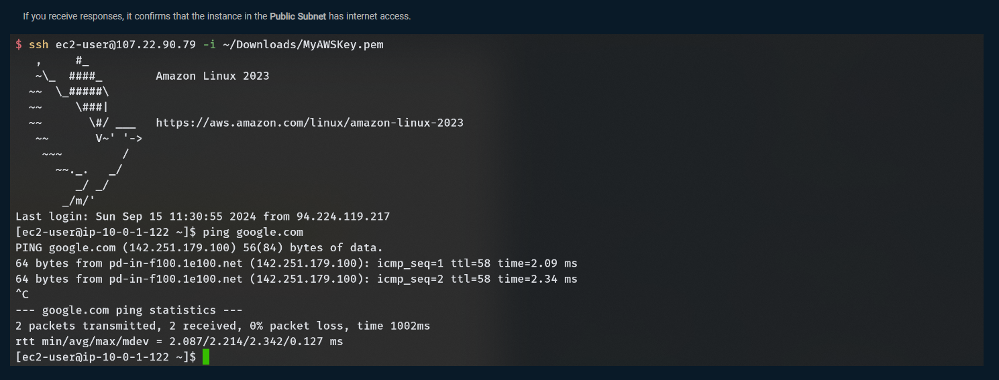 If you receive responses, it confirms that the instance in the Public Subnet has internet access.
$ ssh ec2-user@107.22.90.79 -i ~/Downloads/MyAWSKey.pem
   ,     #_
   ~\_  ####_        Amazon Linux 2023
  ~~  \_#####\
  ~~     \###|
  ~~       \#/ ___   https://aws.amazon.com/linux/amazon-linux-2023
   ~~       V~' '->
    ~~~         /
      ~~._.   _/
         _/ _/
       _/m/'
Last login: Sun Sep 15 11:30:55 2024 from 94.224.119.217
[ec2-user@ip-10-0-1-122 ~]$ ping google.com
PING google.com (142.251.179.100) 56(84) bytes of data.
64 bytes from pd-in-f100.1e100.net (142.251.179.100): icmp_seq=1 ttl=58 time=2.09 ms
64 bytes from pd-in-f100.1e100.net (142.251.179.100): icmp_seq=2 ttl=58 time=2.34 ms
^C
--- google.com ping statistics ---
2 packets transmitted, 2 received, 0% packet loss, time 1002ms
rtt min/avg/max/mdev = 2.087/2.214/2.342/0.127 ms
[ec2-user@ip-10-0-1-122 ~]$